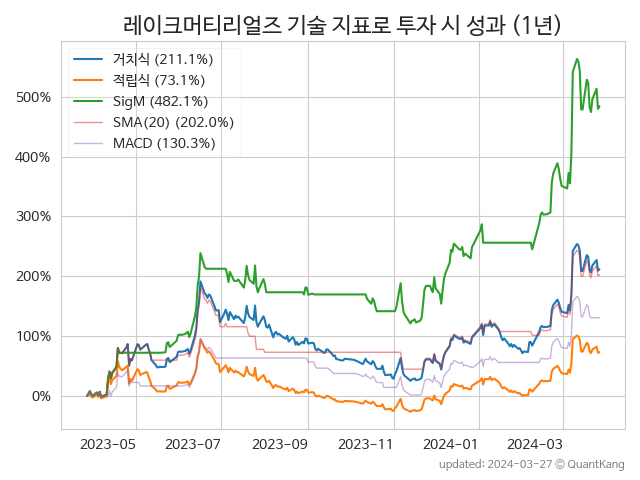 레이크머티리얼즈 기술 지표로 투자 시 성과 (1년)
거치식 (211.1%)
적립식 (73.1%)
SigM (482.1%)
SMA(20) (202.0%)
MACD (130.3%)
500%
400%
300%
200%
100%
0%
2023-05 2023-07 2023-09 2023-11 2024-01 2024-03
updated: 2024-03-27 © QuantKang